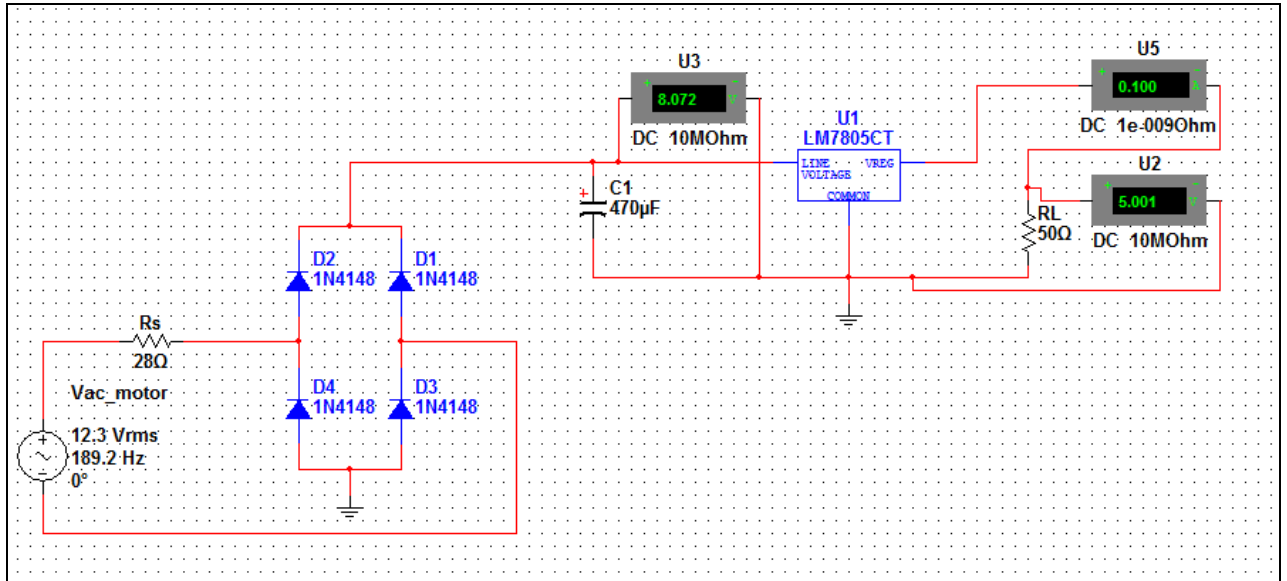 U3
+
-
8.072
V
DC 10MOhm
U5
+
-
0.100
A
DC 1e-009Ohm
U1
LM7805CT
LINE
VREG
VOLTAGE
COMMON
U2
+
-
5.001
V
DC 10MOhm
+
C1
470µF
RL
50Ω
D2
1N4148
D1
1N4148
Rs
28Ω
D4
1N4148
D3
1N4148
Vac_motor
+
-
12.3 Vrms
189.2 Hz
0°